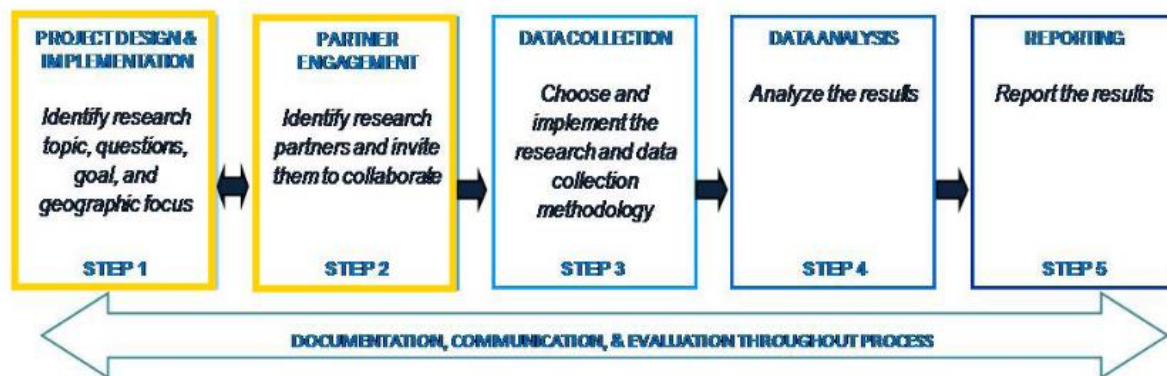 PROJECT DESIGN &
IMPLEMENTATION
Identify research
topic, questions,
goal, and
geographic focus
STEP 1
PARTNER
ENGAGEMENT
Identify research
partners and invite
them to collaborate
STEP 2
DATA COLLECTION
Choose and
implement the
research and data
collection
methodology
STEP 3
DATA ANALYSIS
Analyze the results
STEP 4
REPORTING
Report the results
STEP 5
DOCUMENTATION, COMMUNICATION, & EVALUATION THROUGHOUT PROCESS